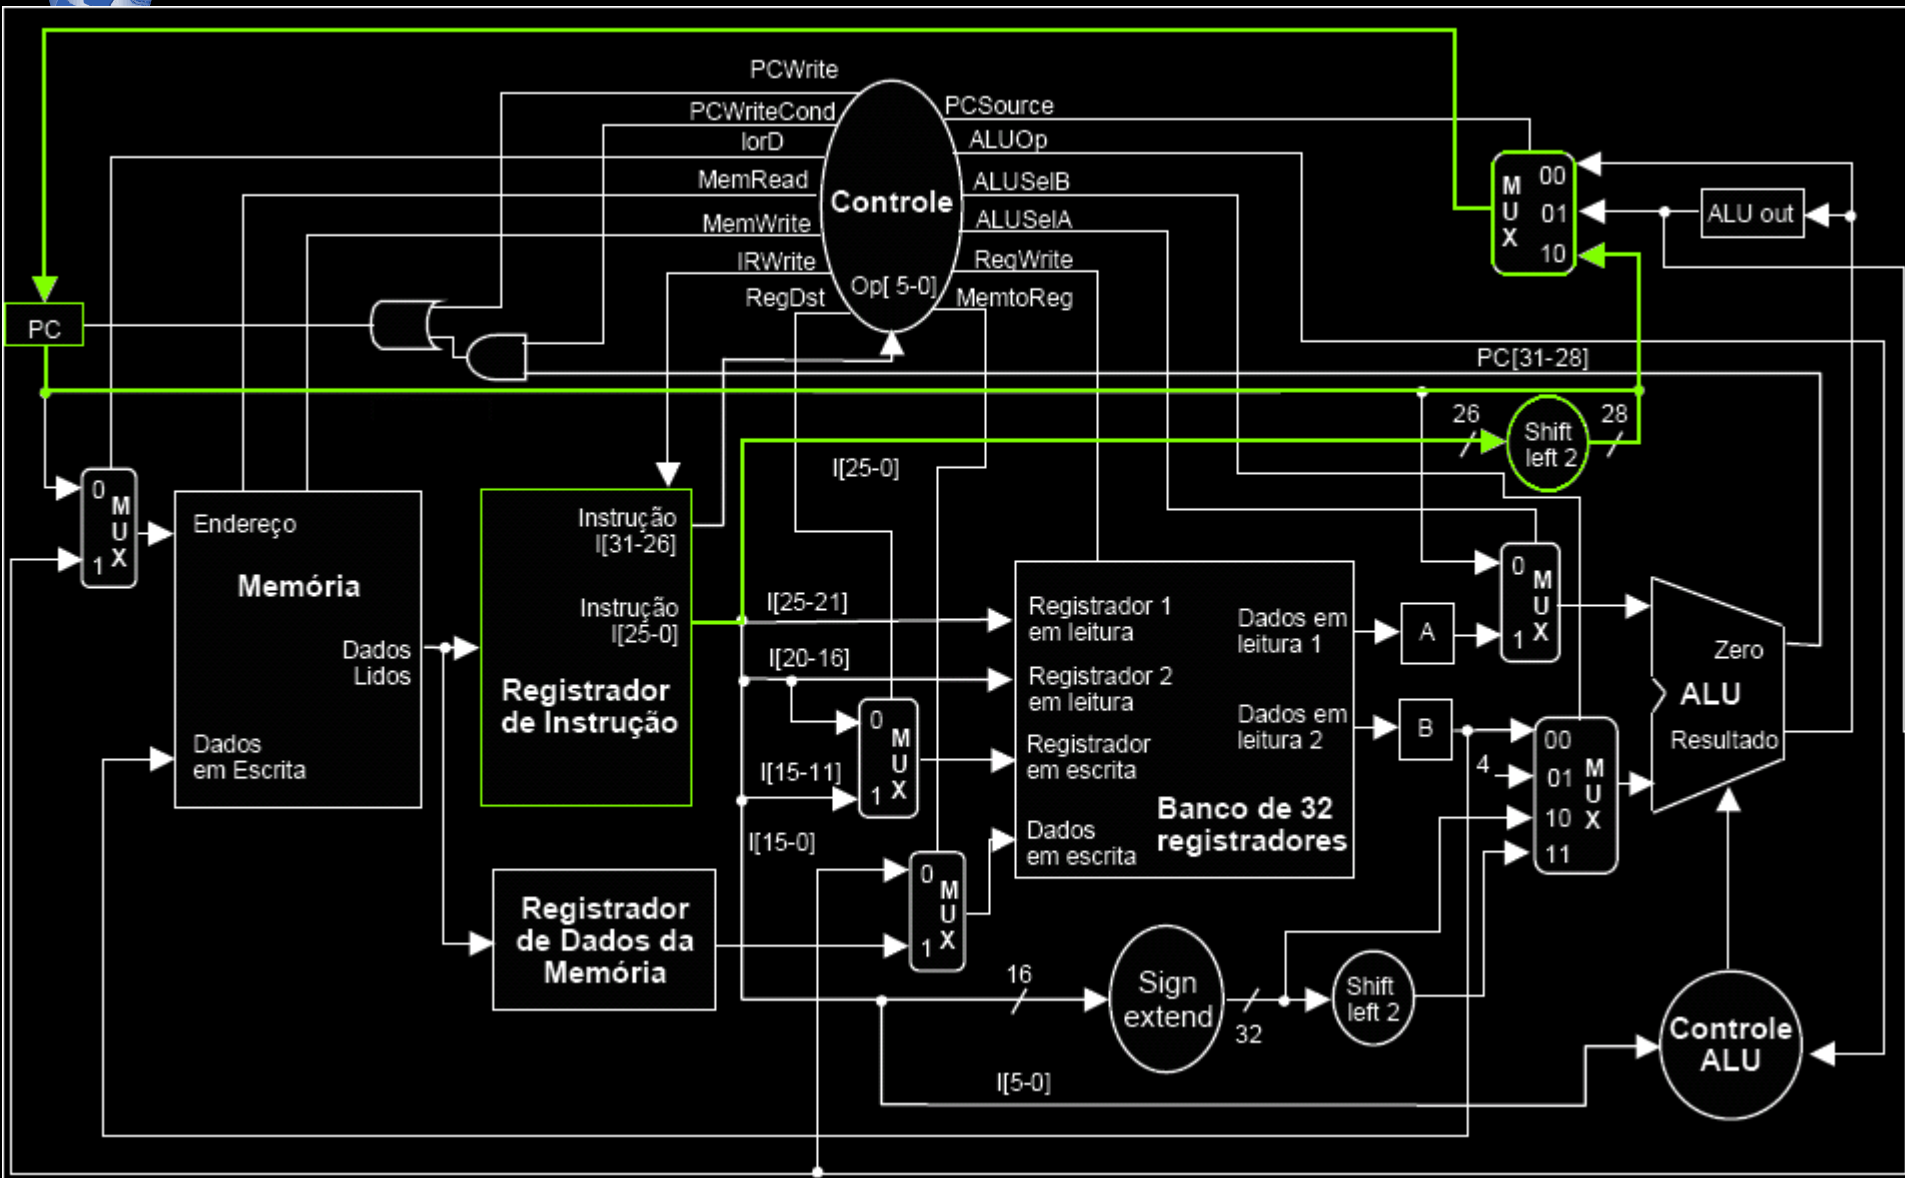 PCWrite
PCWriteCond
IorD
MemRead
MemWrite
IRWrite
RegDst
Controle
Op[ 5-0]
PCSource
ALUOp
ALUSelB
ALUSelA
RegWrite
MemtoReg
M
U
X
00
01
10
ALU out
PC
PC[31-28]
26
28
Shift
left 2
I[25-0]
0
1
M
U
X
Endereço
Memória
Dados
Lidos
Dados
em Escrita
Instrução
I[31-26]
Instrução
I[25-0]
Registrador
de Instrução
I[25-21]
I[20-16]
I[15-11]
I[15-0]
0
1
M
U
X
0
1
M
U
X
Registrador
de Dados da
Memória
Registrador 1
em leitura
Registrador 2
em leitura
Registrador
em escrita
Dados
em escrita
Dados em
leitura 1
Dados em
leitura 2
Banco de 32
registradores
A
B
4
0
1
M
U
X
00
01
10
11
M
U
X
Zero
ALU
Resultado
16
Sign
extend
32
Shift
left 2
I[5-0]
Controle
ALU